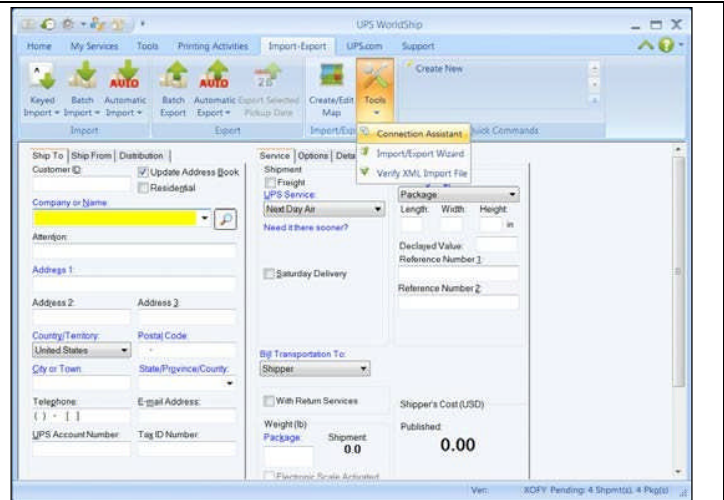 UPS WorldShip
Home My Services Tools Printing Activities Import-Export UPS.com Support
AUTO AUTO
Keyed Import Batch Import Automatic Import Batch Export Automatic Export Export Selected Pickup Date Create/Edit Map Tools Create New
Import Export Import/Exp Quick Commands
Connection Assistant
Import/Export Wizard
Verify XML Import File
Ship To Ship From Distribution Service Options Detai
Customer ID: Update Address Book Shipment
Residential Freight
Company or Name: UPS Service: Package
Next Day Air Length: Width: Height:
Need it there sooner? in
Attention:
Declared Value:
Reference Number 1:
Address 1: Saturday Delivery
Reference Number 2:
Address 2: Address 3:
Country/Territory: Postal Code:
United States - Bill Transportation To:
City or Town: State/Province/County: Shipper
Telephone: E-mail Address: With Return Services Shipper's Cost (USD)
( ) - [ ]
UPS Account Number: Tax ID Number: Weight (lb) Published:
Package: Shipment: 0.00
0.0
Electronic Scale Activated
Ver: XOFY Pending: 4 Shpmt(s), 4 Pkg(s)